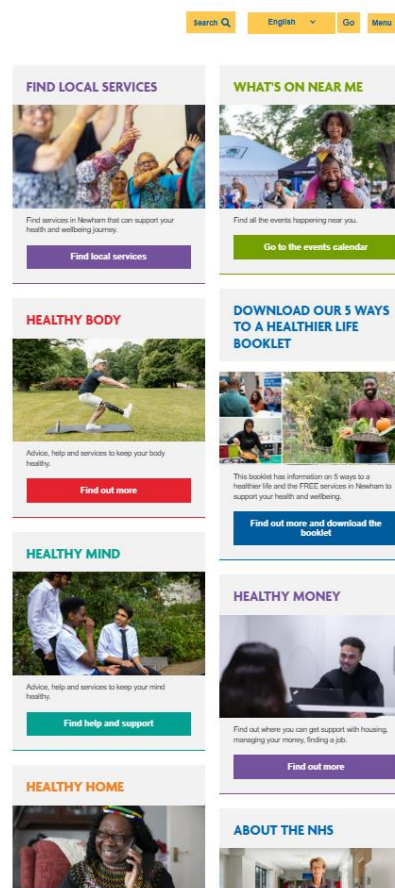 Search
English
Go
Menu
FIND LOCAL SERVICES
Find services in Newham that can support your
health and wellbeing journey.
Find local services
WHAT'S ON NEAR ME
Find all the events happening near you.
Go to the events calendar
HEALTHY BODY
Advice, help and services to keep your body
healthy.
Find out more
DOWNLOAD OUR 5 WAYS
TO A HEALTHIER LIFE
BOOKLET
This booklet has information on 5 ways to a
healthier life and the FREE services in Newham to
support your health and wellbeing.
Find out more and download the
booklet
HEALTHY MIND
Advice, help and services to keep your mind
healthy.
Find help and support
HEALTHY MONEY
Find out where you can get support with housing,
managing your money, finding a job.
Find out more
HEALTHY HOME
ABOUT THE NHS